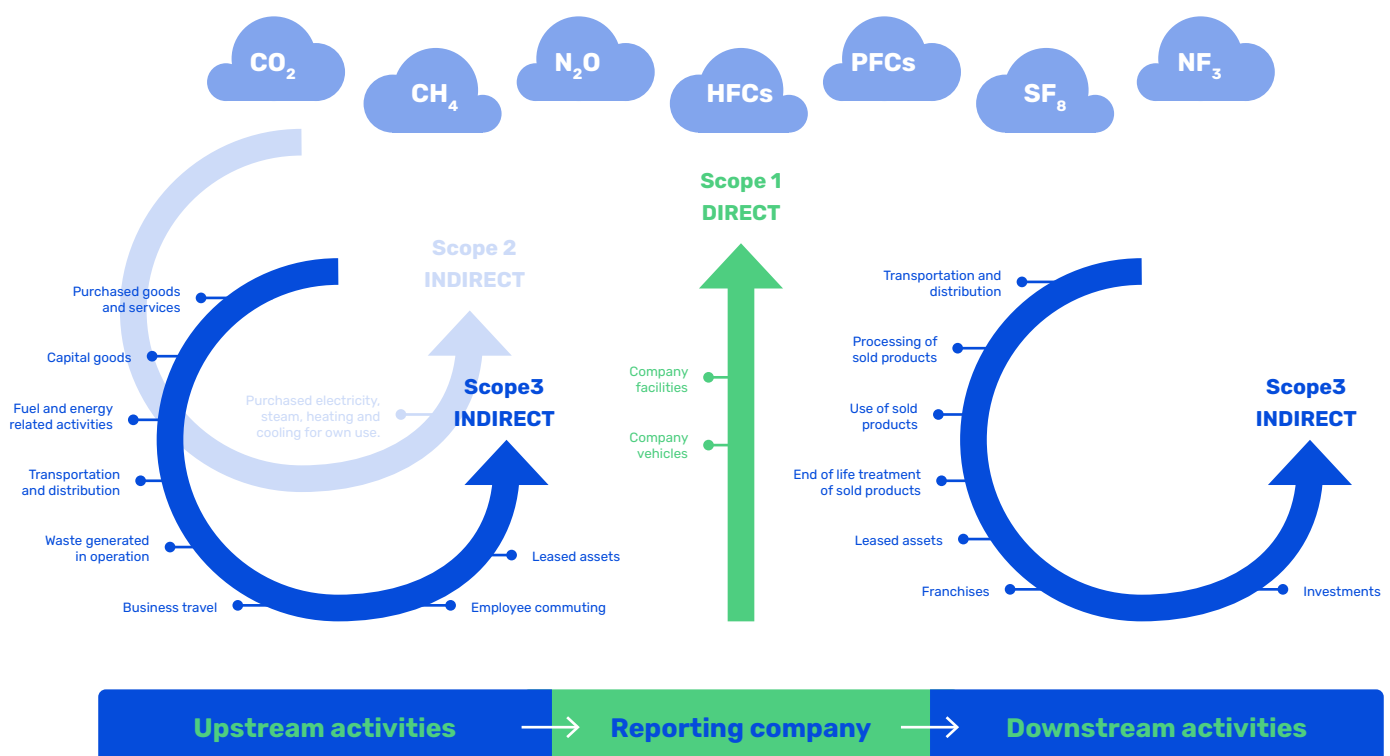 CO2
CH4
N2O
HFCs
PFCs
SF8
NF3
Scope 1
DIRECT
Scope 2
INDIRECT
Purchased electricity,
steam, heating and
cooling for own use.
Scope3
INDIRECT
Purchased goods
and services
Capital goods
Fuel and energy
related activities
Transportation
and distribution
Waste generated
in operation
Business travel
Employee commuting
Leased assets
Company
facilities
Company
vehicles
Scope3
INDIRECT
Transportation and
distribution
Processing of
sold products
Use of sold
products
End of life treatment
of sold products
Leased assets
Franchises
Investments
Upstream activities
Reporting company
Downstream activities